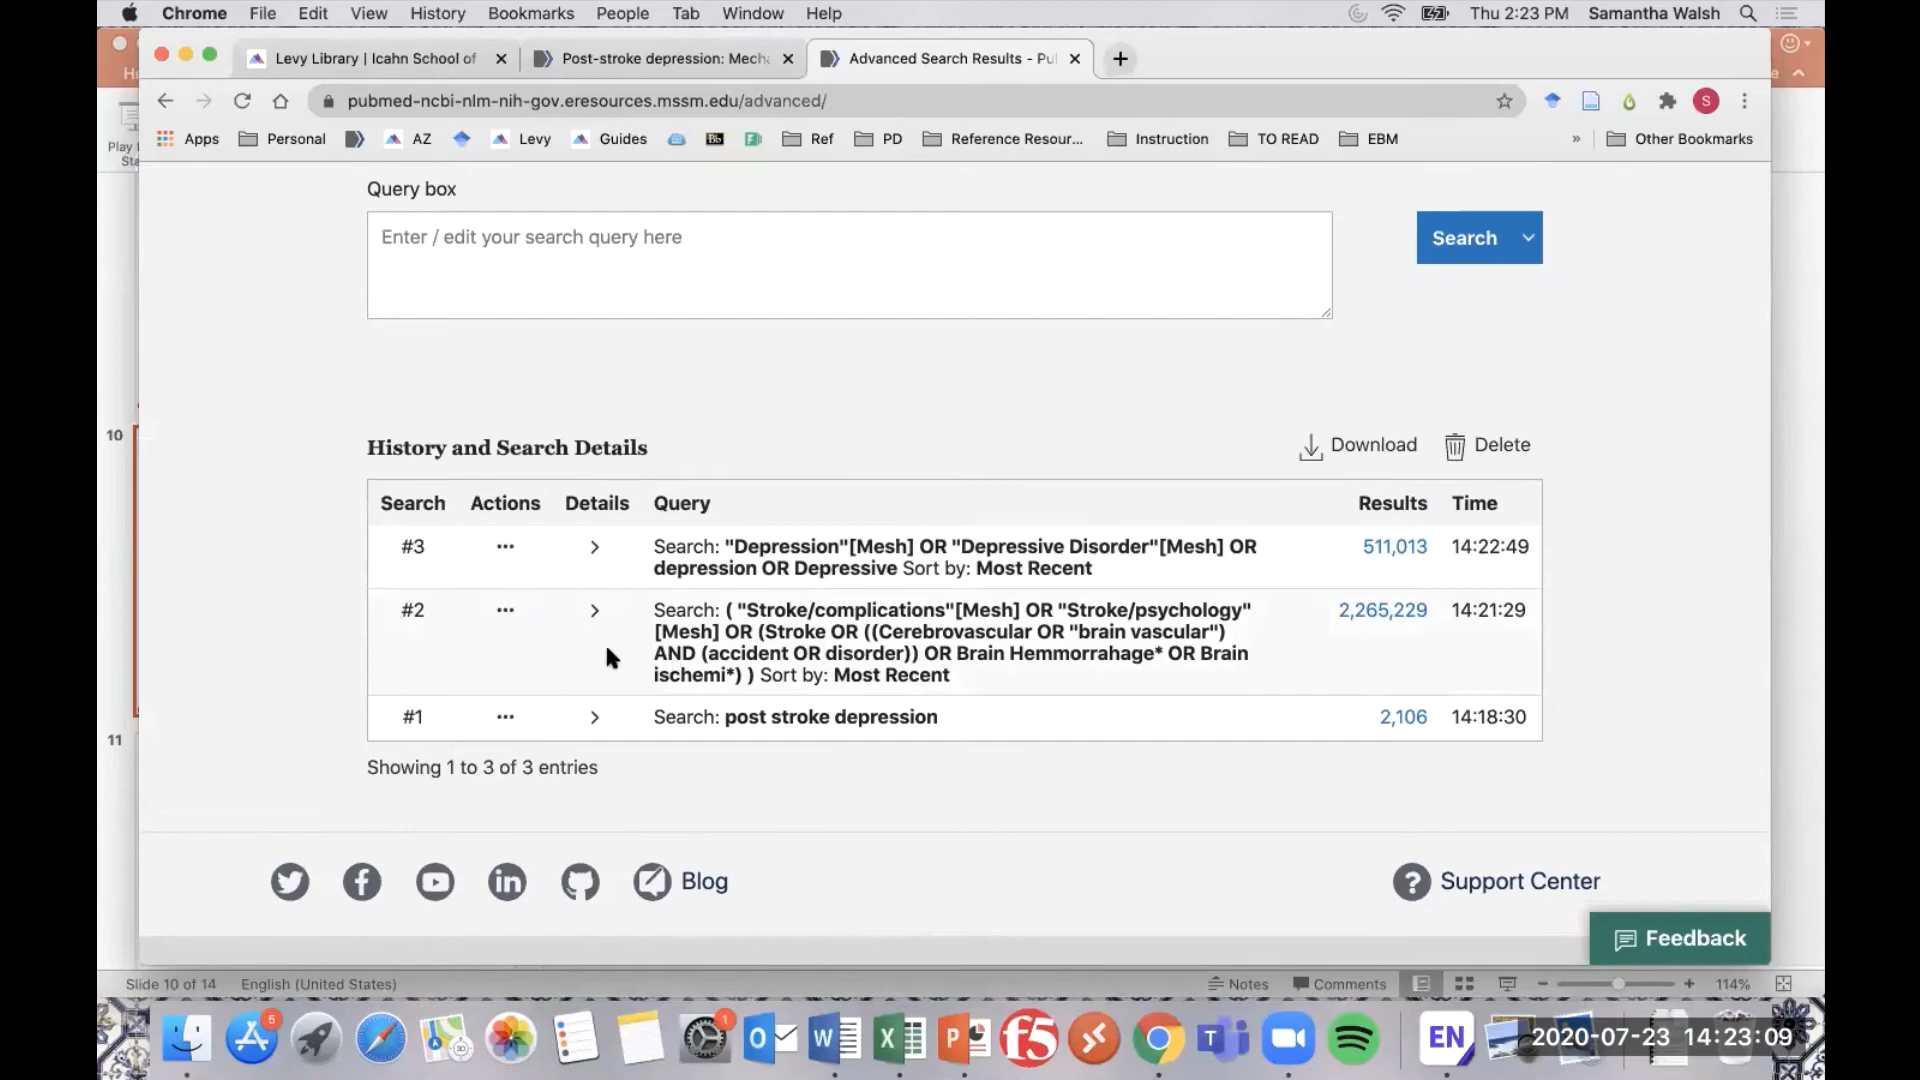 Chrome File Edit View History Bookmarks People Tab Window Help Thu 2:23 PM Samantha Walsh
Levy Library | Icahn School of Post-stroke depression: Mecha Advanced Search Results - Pu
pubmed-ncbi-nlm-nih-gov.eresources.mssm.edu/advanced/ S
Apps Personal AZ Levy Guides Bb Ref PD Reference Resour... Instruction TO READ EBM » Other Bookmarks
Query box
Enter / edit your search query here
Search
10
11
History and Search Details
Download Delete
Search Actions Details Query Results Time
#3 ... Search: "Depression"[Mesh] OR "Depressive Disorder"[Mesh] OR 511,013 14:22:49
depression OR Depressive Sort by: Most Recent
#2 ... Search: ( "Stroke/complications"[Mesh] OR "Stroke/psychology" 2,265,229 14:21:29
[Mesh] OR (Stroke OR ((Cerebrovascular OR "brain vascular")
AND (accident OR disorder)) OR Brain Hemmorrahage* OR Brain
ischemi*) ) Sort by: Most Recent
#1 ... Search: post stroke depression 2,106 14:18:30
Showing 1 to 3 of 3 entries
Blog Support Center
Feedback
Slide 10 of 14 English (United States) Notes Comments 114%
5 1 EN
2020-07-23 14:23:09